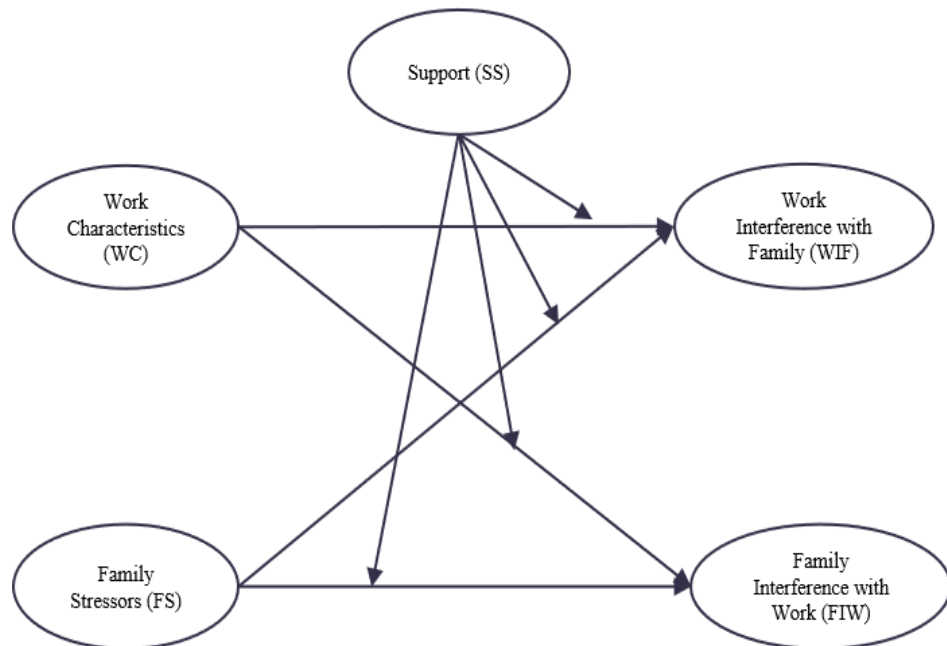 Support (SS)
Work
Characteristics
(WC)
Work
Interference with
Family (WIF)
Family
Stressors (FS)
Family
Interference with
Work (FIW)